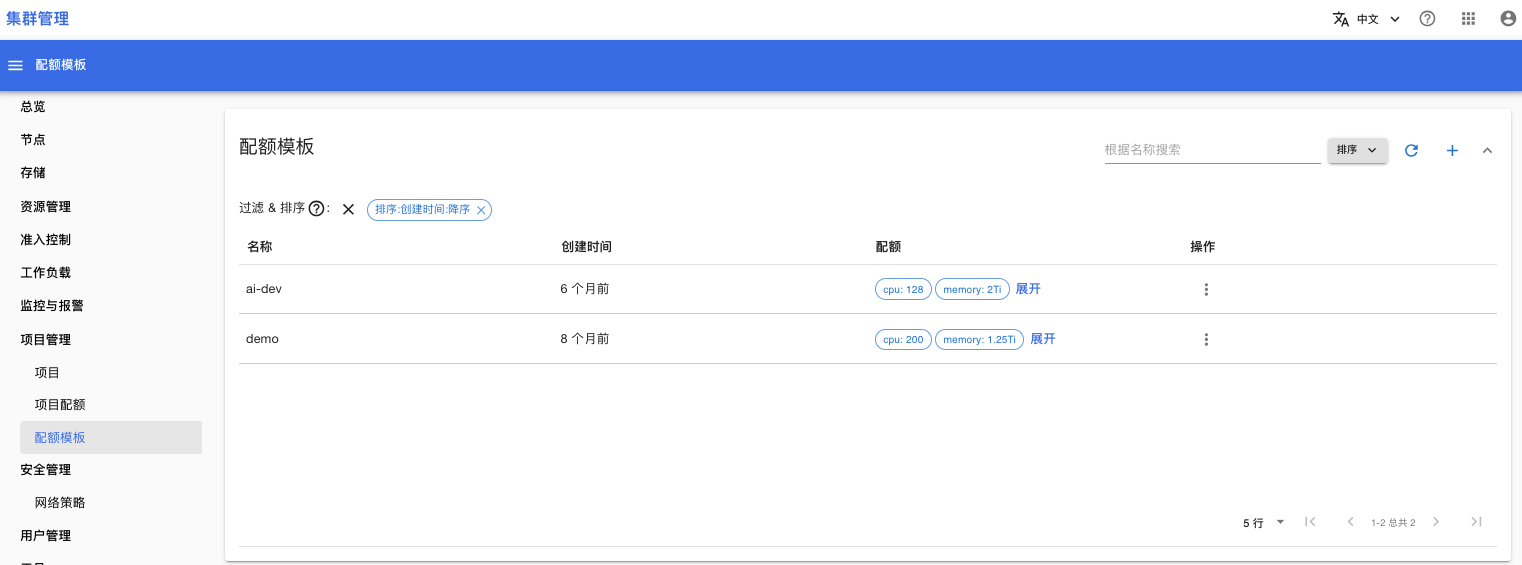 集群管理
中文
配额模板
总览
节点
存储
资源管理
准入控制
工作负载
监控与报警
项目管理
项目
项目配额
配额模板
安全管理
网络策略
用户管理
配额模板
根据名称搜索
排序
过滤 & 排序 ? :
排序:创建时间:降序
名称 创建时间 配额 操作
ai-dev 6 个月前 cpu: 128 memory: 2Ti 展开
demo 8 个月前 cpu: 200 memory: 1.25Ti 展开
5 行 1-2 总共 2